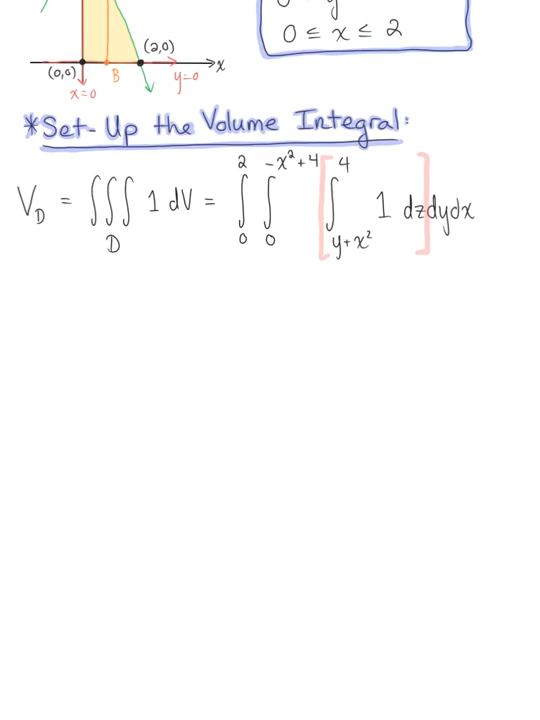 0 ≤ x ≤ 2
(0,0) (2,0) x
B y=0
x=0
*Set-Up the Volume Integral:
V_D = ∭_D 1 dV = ∫_0^2 ∫_0^{-x²+4} [∫_{y+x²}^4 1 dz] dy dx